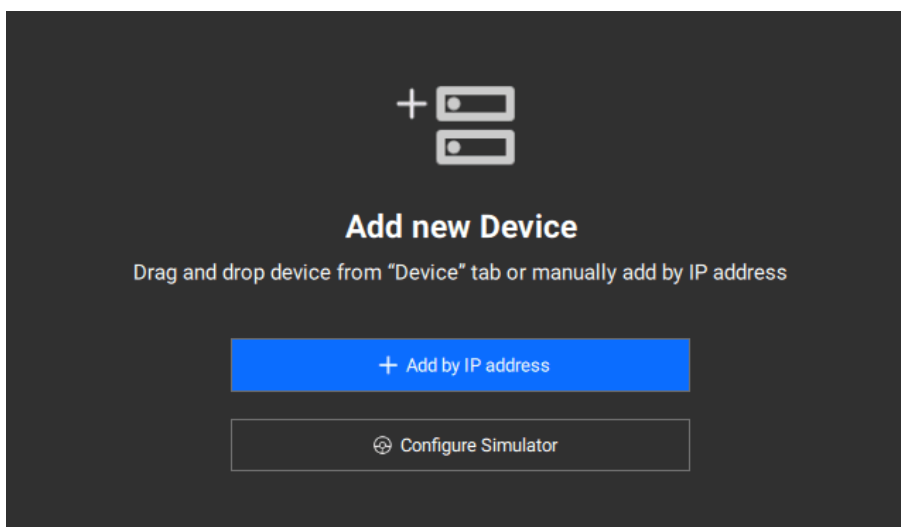 Add new Device
Drag and drop device from “Device” tab or manually add by IP address
Add by IP address
Configure Simulator